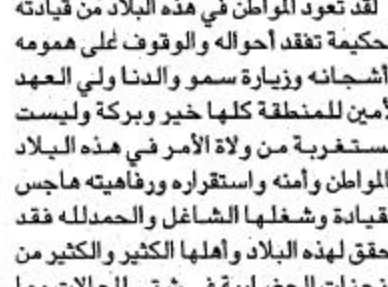 لقد تعود المواطن في هذه البلاد من قيادته
حكيمة تفقد أحواله والوقوف على همومه
أشجانه وزيارة سمو والدنا ولي العهد
أمين للمنطقة كلها خير وبركة وليست
ستغربة من ولاة الأمر في هذه البلاد
المواطن وأمنه واستقراره ورفاهيته هاجس
قيادة وشغلها الشاغل والحمدلله فقد
حقق لهذه البلاد وأهلها الكثير والكثير من